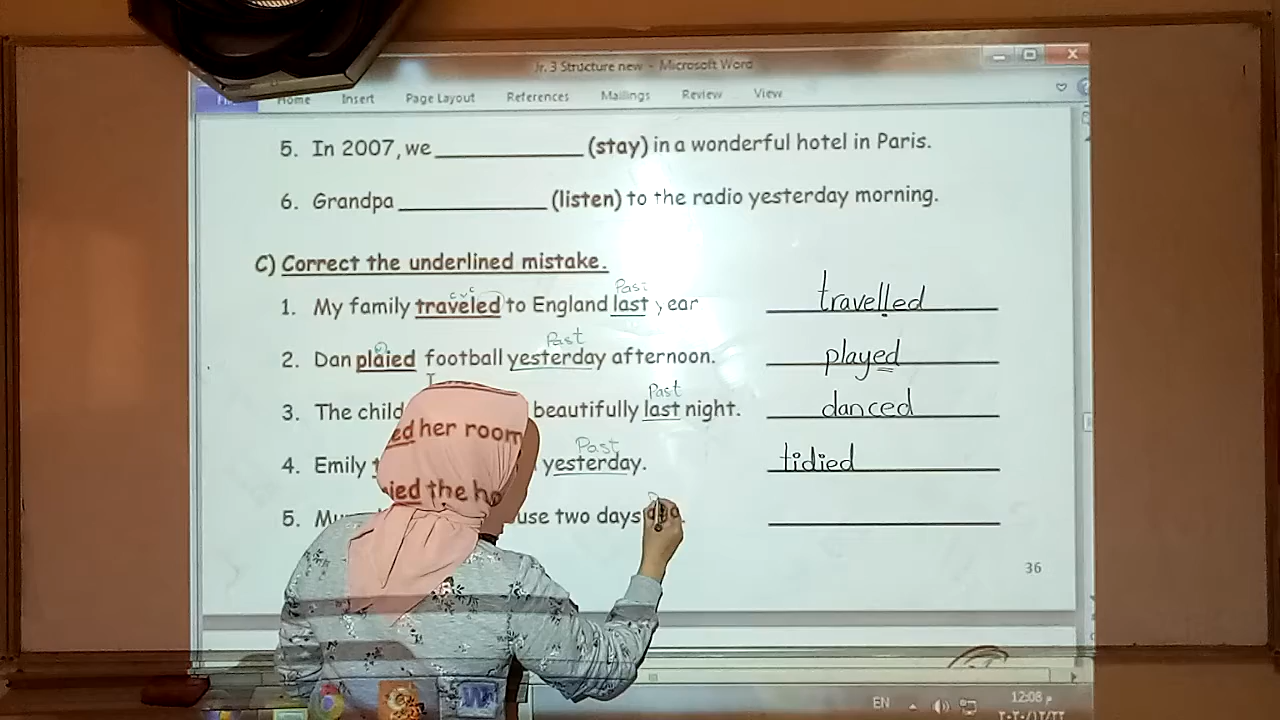 Jr. 3 Structure new - Microsoft Word
Home Insert Page Layout References Mailings Review View
5. In 2007, we ____________ (stay) in a wonderful hotel in Paris.
6. Grandpa ____________ (listen) to the radio yesterday morning.
C) Correct the underlined mistake.
c v c Past
1. My family traveled to England last year travelled
Past
2. Dan plaied football yesterday afternoon. played
Past
3. The beautifully last night. danced
ed her room
Past
4. Emily yesterday. tidied
ied the
5. two days
36
EN 12:08 م